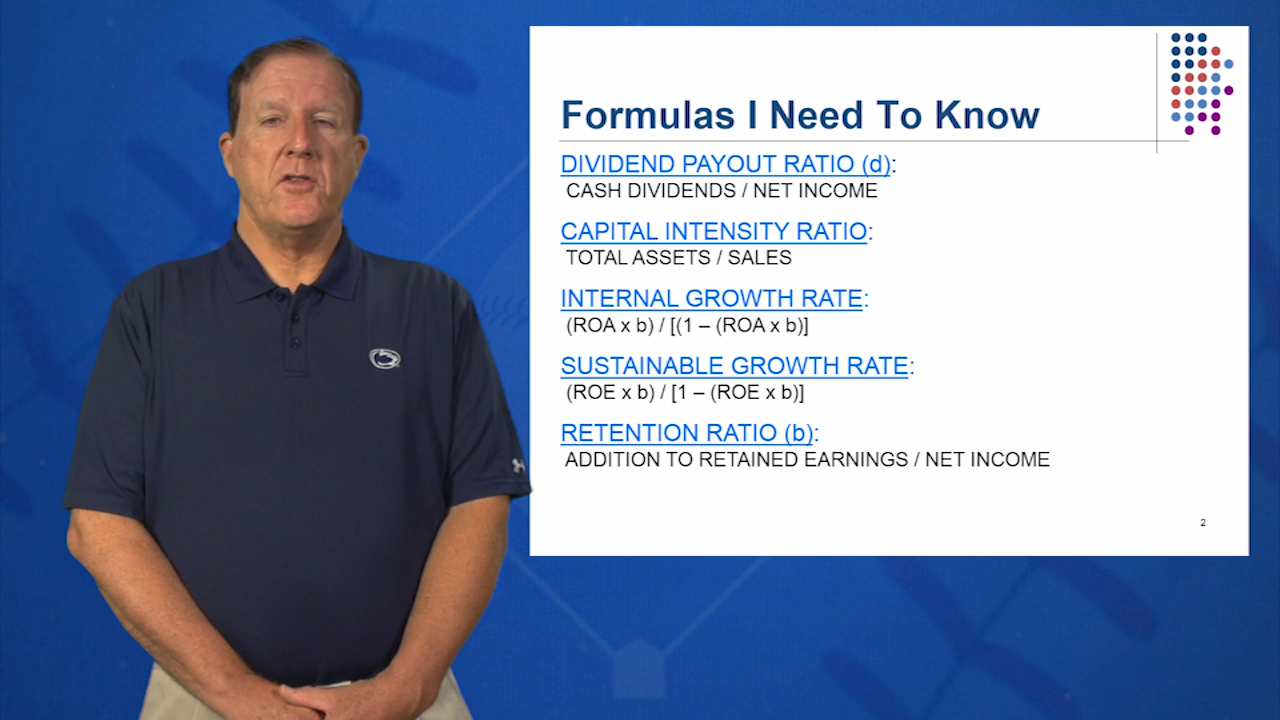 Formulas I Need To Know
DIVIDEND PAYOUT RATIO (d):
CASH DIVIDENDS / NET INCOME
CAPITAL INTENSITY RATIO:
TOTAL ASSETS / SALES
INTERNAL GROWTH RATE:
(ROA x b) / [(1 – (ROA x b)]
SUSTAINABLE GROWTH RATE:
(ROE x b) / [1 – (ROE x b)]
RETENTION RATIO (b):
ADDITION TO RETAINED EARNINGS / NET INCOME
2